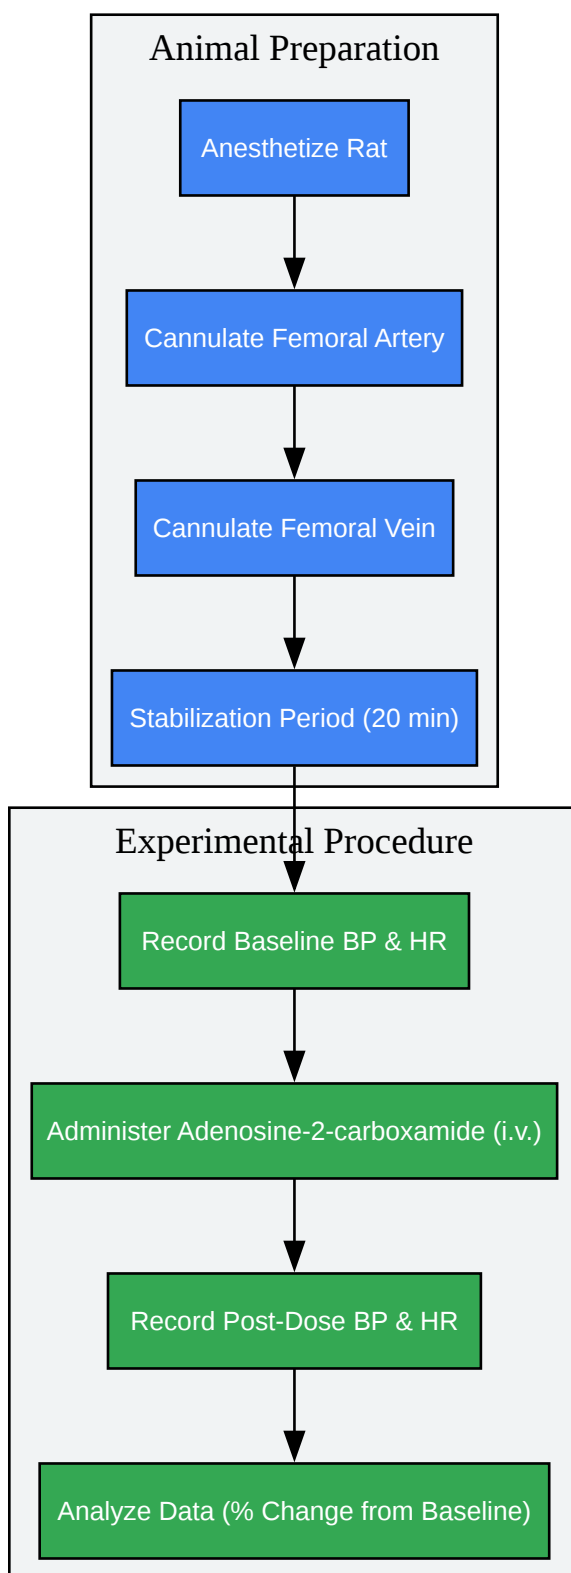 Animal Preparation
Anesthetize Rat
Cannulate Femoral Artery
Cannulate Femoral Vein
Stabilization Period (20 min)
Experimental Procedure
Record Baseline BP & HR
Administer Adenosine-2-carboxamide (i.v.)
Record Post-Dose BP & HR
Analyze Data (% Change from Baseline)